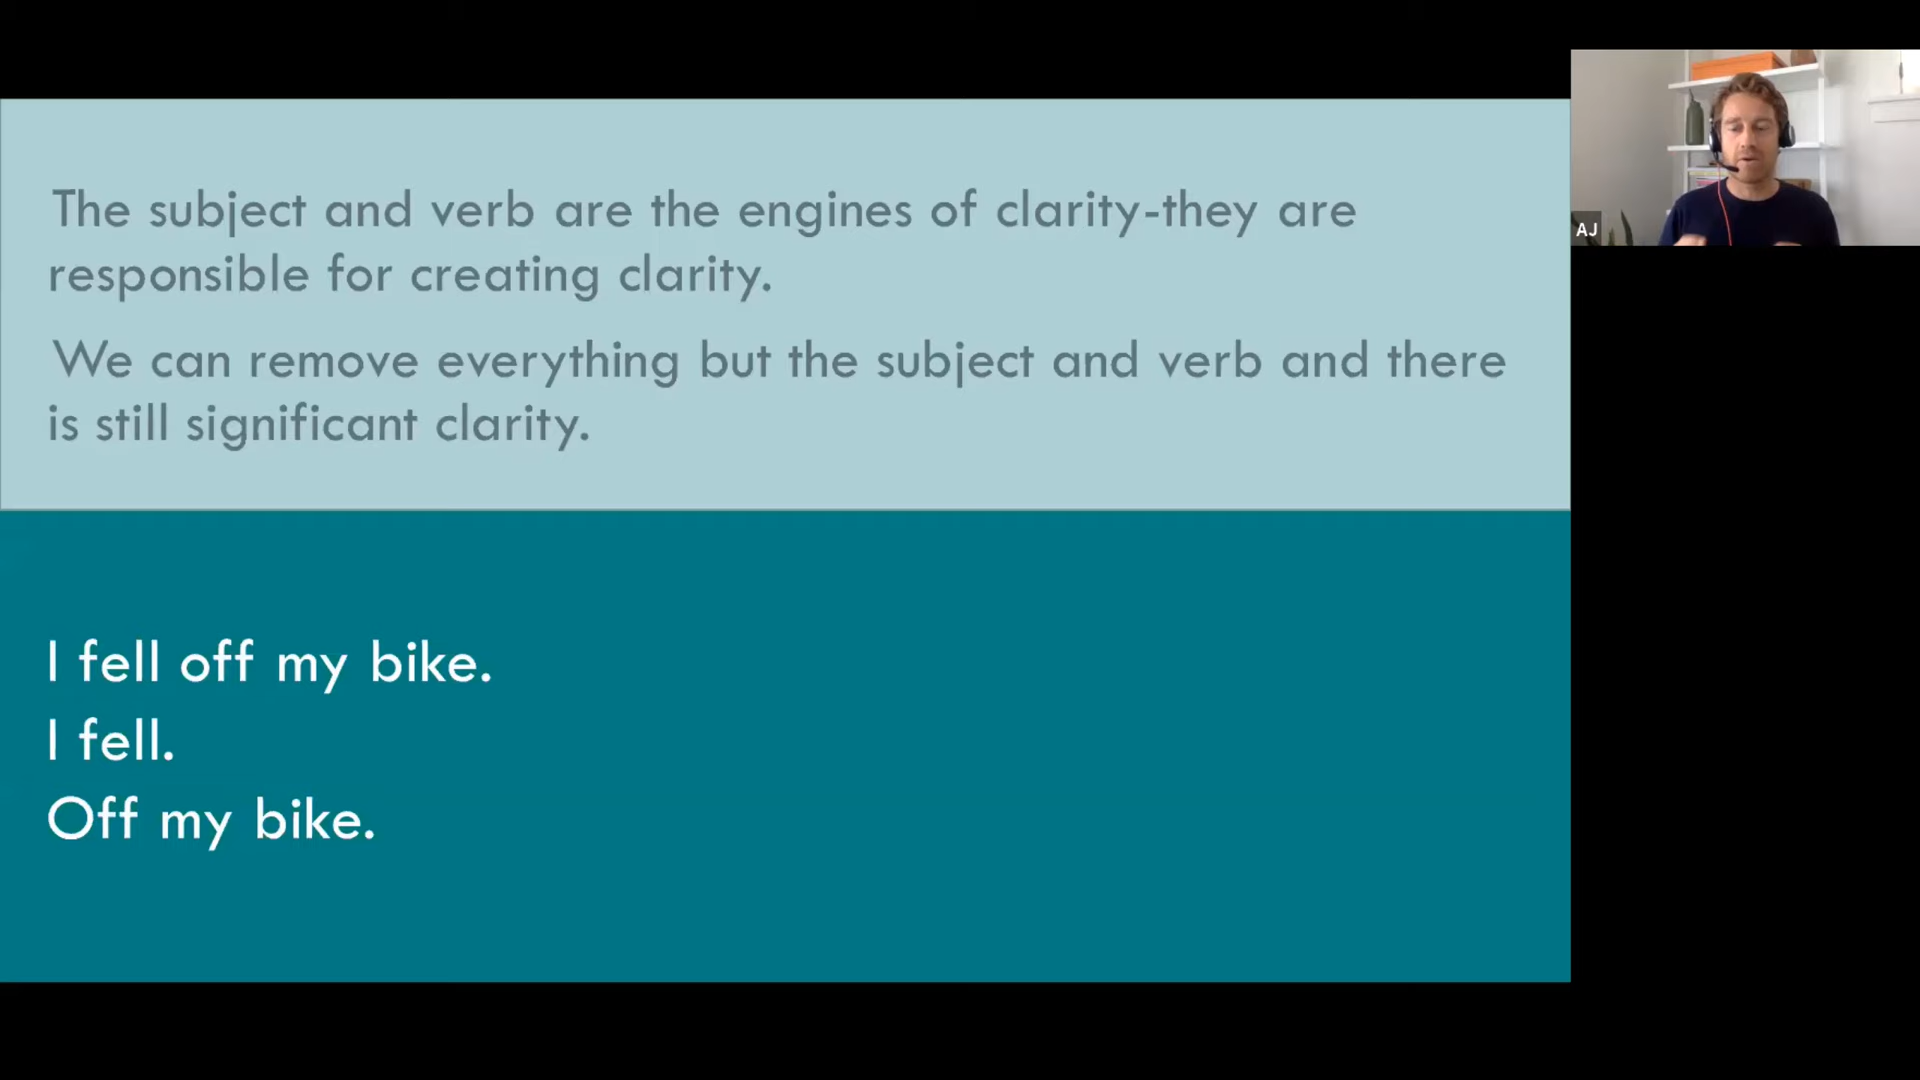 The subject and verb are the engines of clarity-they are
responsible for creating clarity.
We can remove everything but the subject and verb and there
is still significant clarity.
I fell off my bike.
I fell.
Off my bike.
AJ